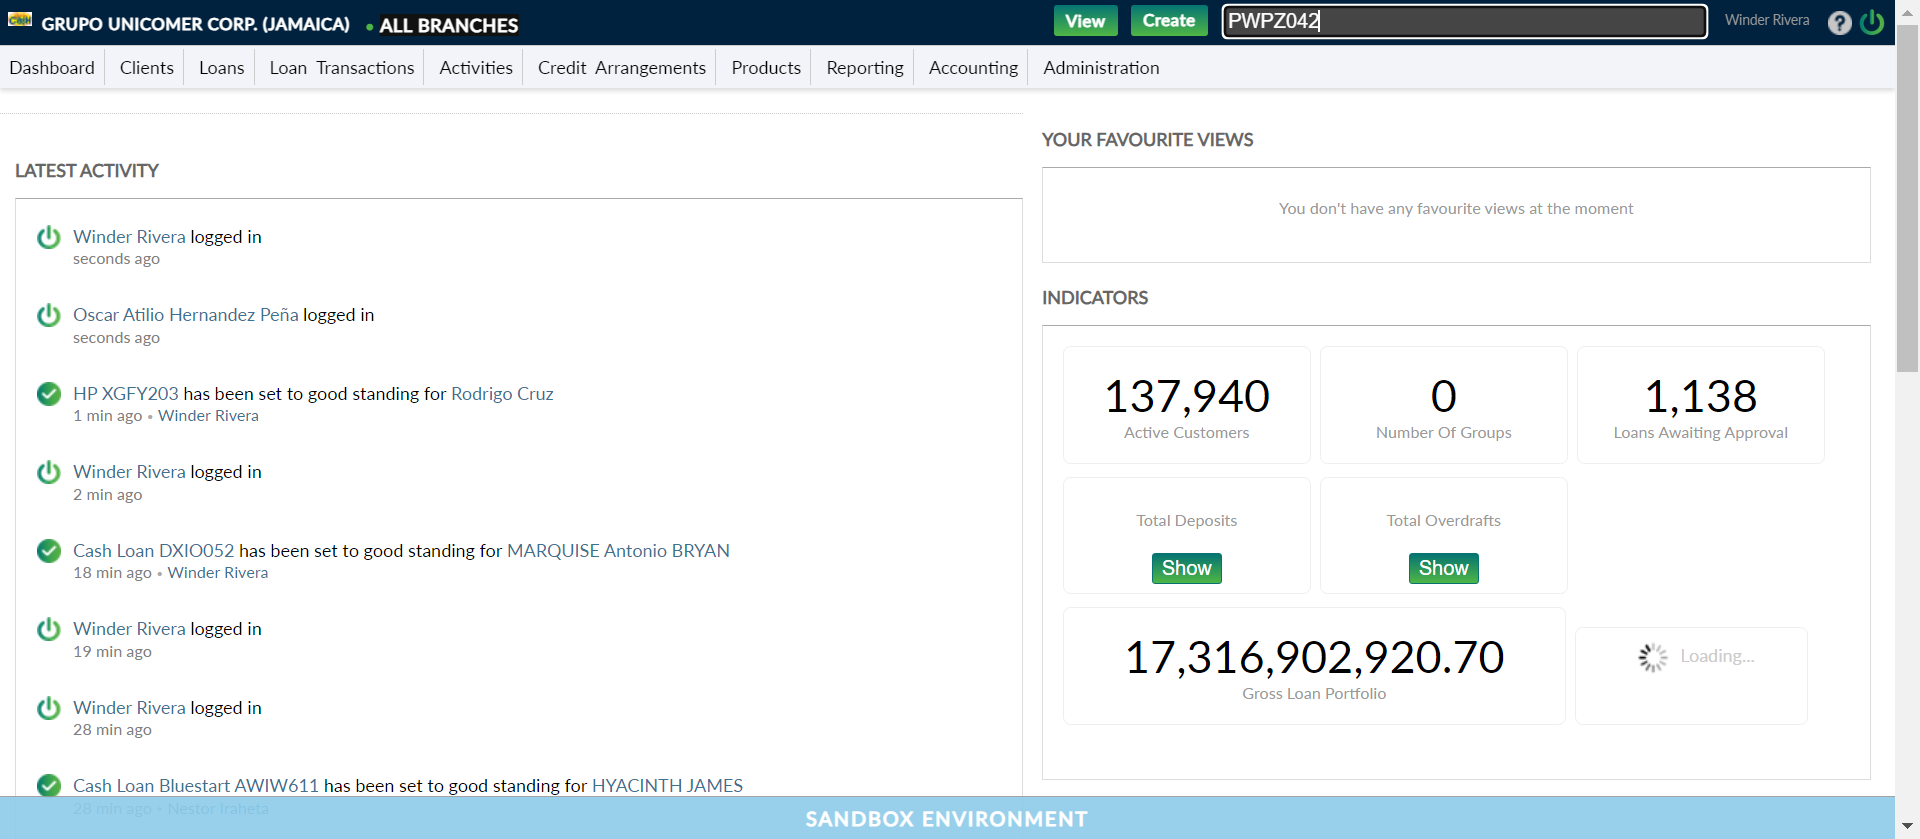 GRUPO UNICOMER CORP. (JAMAICA) • ALL BRANCHES View Create PWPZ042 Winder Rivera ?
Dashboard Clients Loans Loan Transactions Activities Credit Arrangements Products Reporting Accounting Administration
LATEST ACTIVITY
Winder Rivera logged in
seconds ago
Oscar Atilio Hernandez Peña logged in
seconds ago
HP XGFY203 has been set to good standing for Rodrigo Cruz
1 min ago • Winder Rivera
Winder Rivera logged in
2 min ago
Cash Loan DXIO052 has been set to good standing for MARQUISE Antonio BRYAN
18 min ago • Winder Rivera
Winder Rivera logged in
19 min ago
Winder Rivera logged in
28 min ago
Cash Loan Bluestart AWIW611 has been set to good standing for HYACINTH JAMES
28 min ago • Nestor Iraheta
YOUR FAVOURITE VIEWS
You don't have any favourite views at the moment
INDICATORS
137,940
Active Customers
0
Number Of Groups
1,138
Loans Awaiting Approval
Total Deposits
Show
Total Overdrafts
Show
17,316,902,920.70
Gross Loan Portfolio
Loading...
SANDBOX ENVIRONMENT